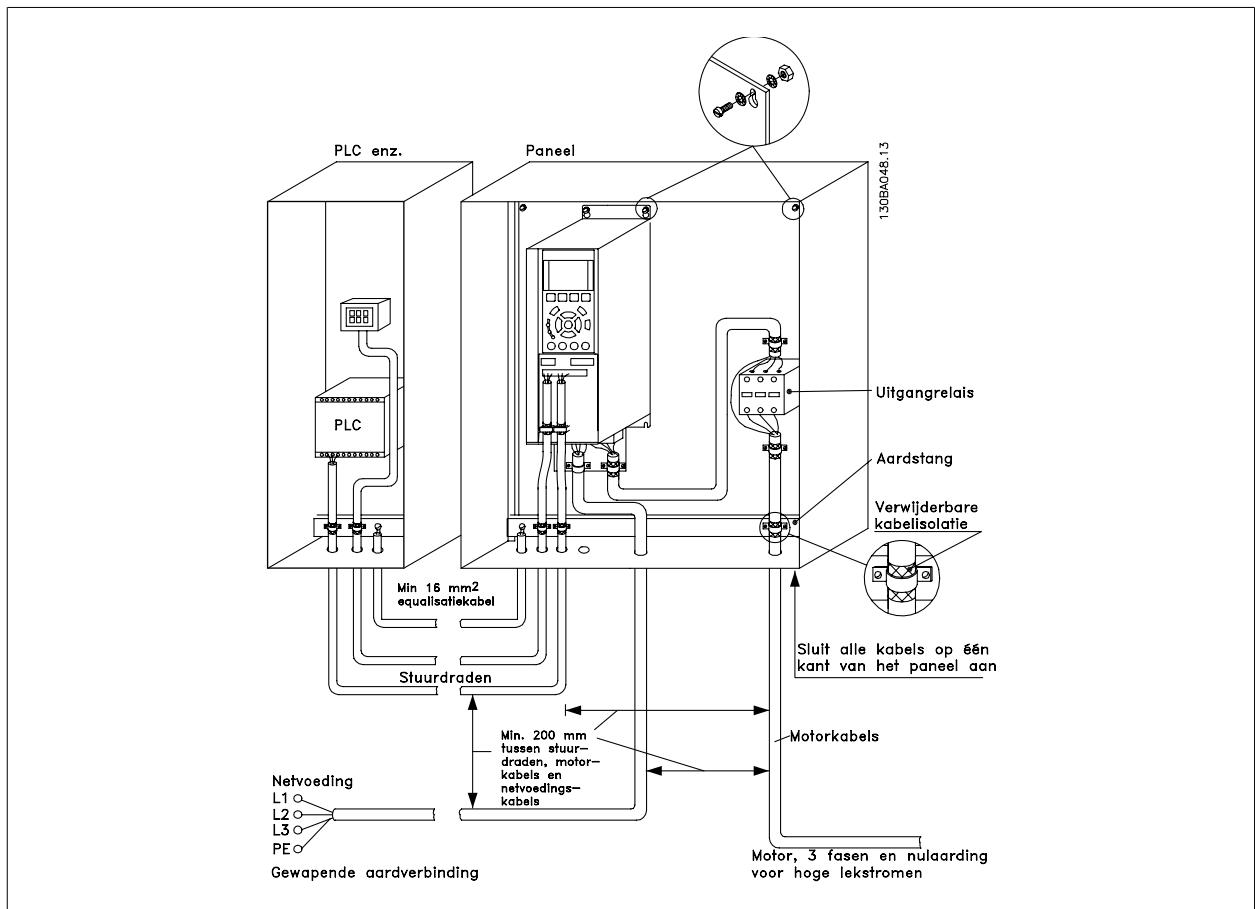 PLC enz.
Paneel
130BA048.13
PLC
Uitgangrelais
Aardstang
Verwijderbare
kabelisolatie
Min 16 mm2
equalisatiekabel
Sluit alle kabels op één
kant van het paneel aan
Stuurdraden
Min. 200 mm
tussen stuur-
draden, motor-
kabels en
netvoedings-
kabels
Motorkabels
Netvoeding
L1
L2
L3
PE
Gewapende aardverbinding
Motor, 3 fasen en nulaarding
voor hoge lekstromen